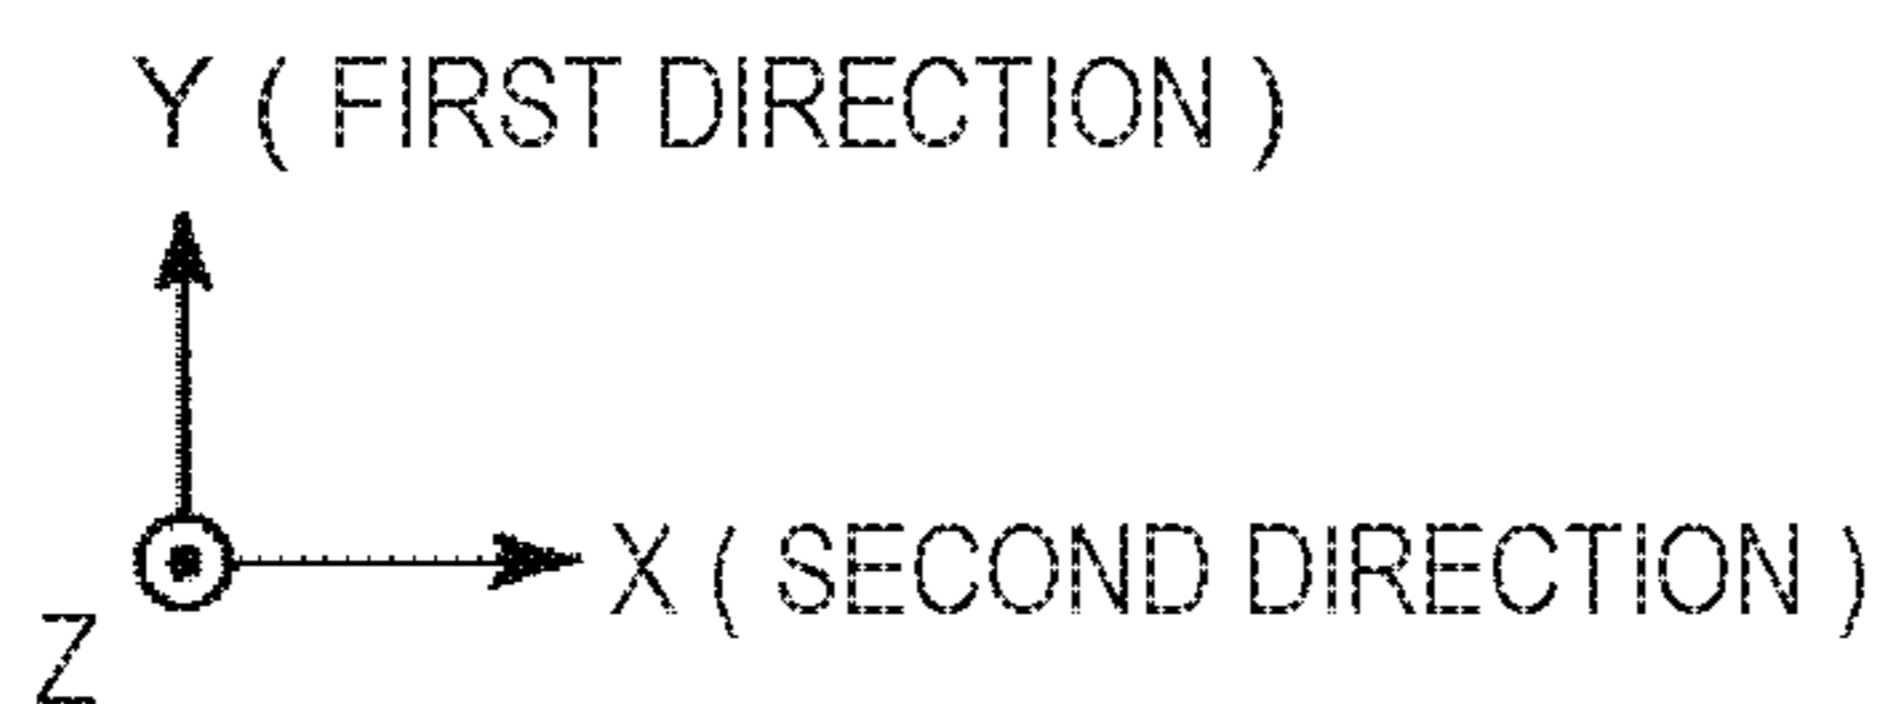 Y ( FIRST DIRECTION )
X ( SECOND DIRECTION )
Z